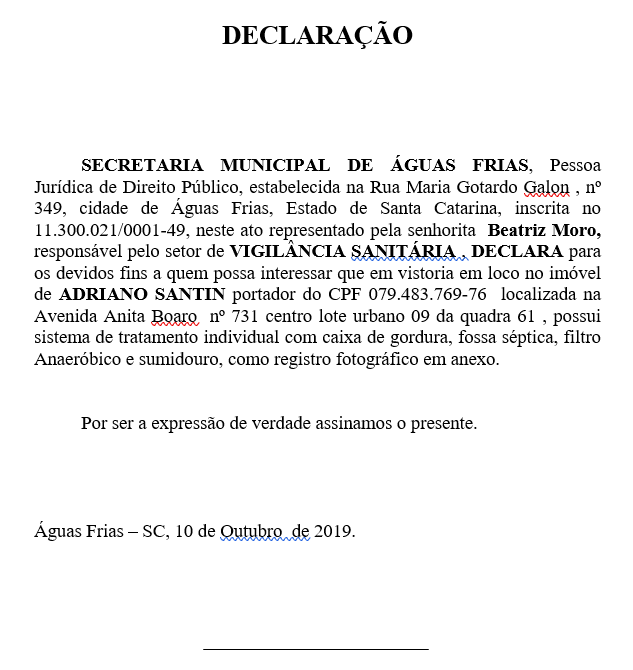 DECLARAÇÃO
SECRETARIA MUNICIPAL DE ÁGUAS FRIAS, Pessoa
Jurídica de Direito Público, estabelecida na Rua Maria Gotardo Galon , nº
349, cidade de Águas Frias, Estado de Santa Catarina, inscrita no
11.300.021/0001-49, neste ato representado pela senhorita Beatriz Moro,
responsável pelo setor de VIGILÂNCIA SANITÁRIA , DECLARA para
os devidos fins a quem possa interessar que em vistoria em loco no imóvel
de ADRIANO SANTIN portador do CPF 079.483.769-76 localizada na
Avenida Anita Boaro nº 731 centro lote urbano 09 da quadra 61 , possui
sistema de tratamento individual com caixa de gordura, fossa séptica, filtro
Anaeróbico e sumidouro, como registro fotográfico em anexo.
Por ser a expressão de verdade assinamos o presente.
Águas Frias – SC, 10 de Outubro de 2019.